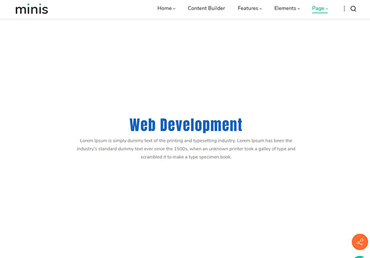 minis
Home
Content Builder
Features
Elements
Page
Web Development
Lorem Ipsum is simply dummy text of the printing and typesetting industry. Lorem Ipsum has been the
industry's standard dummy text ever since the 1500s, when an unknown printer took a galley of type and
scrambled it to make a type specimen book.